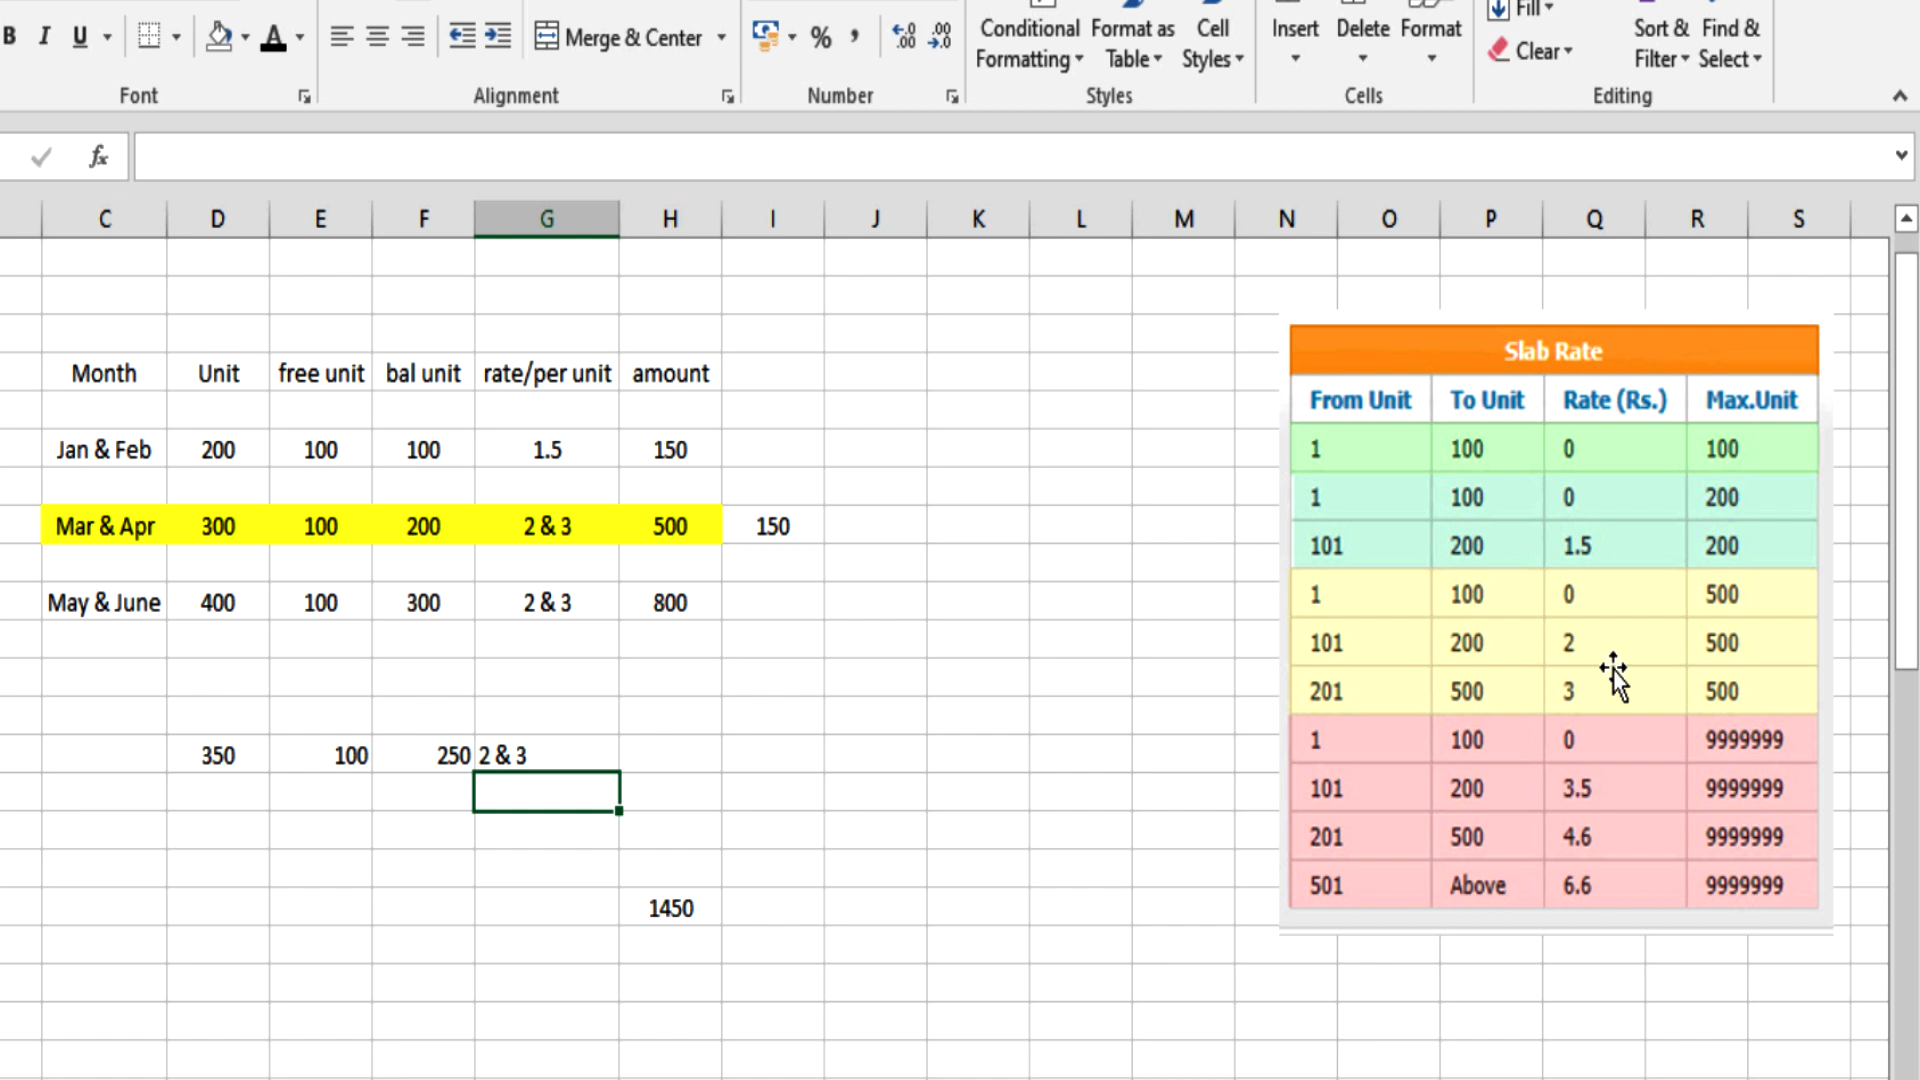 Conditional Format as Cell Insert Delete Format Fill
B I U A Merge & Center % , .00 .0 Formatting Table Styles Clear Sort & Find &
Filter Select
Font Alignment Number Styles Cells Editing
fx
C D E F G H I J K L M N O P Q R S
Month Unit free unit bal unit rate/per unit amount
Jan & Feb 200 100 100 1.5 150
Mar & Apr 300 100 200 2 & 3 500 150
May & June 400 100 300 2 & 3 800
350 100 250 2 & 3
1450
Slab Rate
From Unit To Unit Rate (Rs.) Max.Unit
1 100 0 100
1 100 0 200
101 200 1.5 200
1 100 0 500
101 200 2 500
201 500 3 500
1 100 0 9999999
101 200 3.5 9999999
201 500 4.6 9999999
501 Above 6.6 9999999